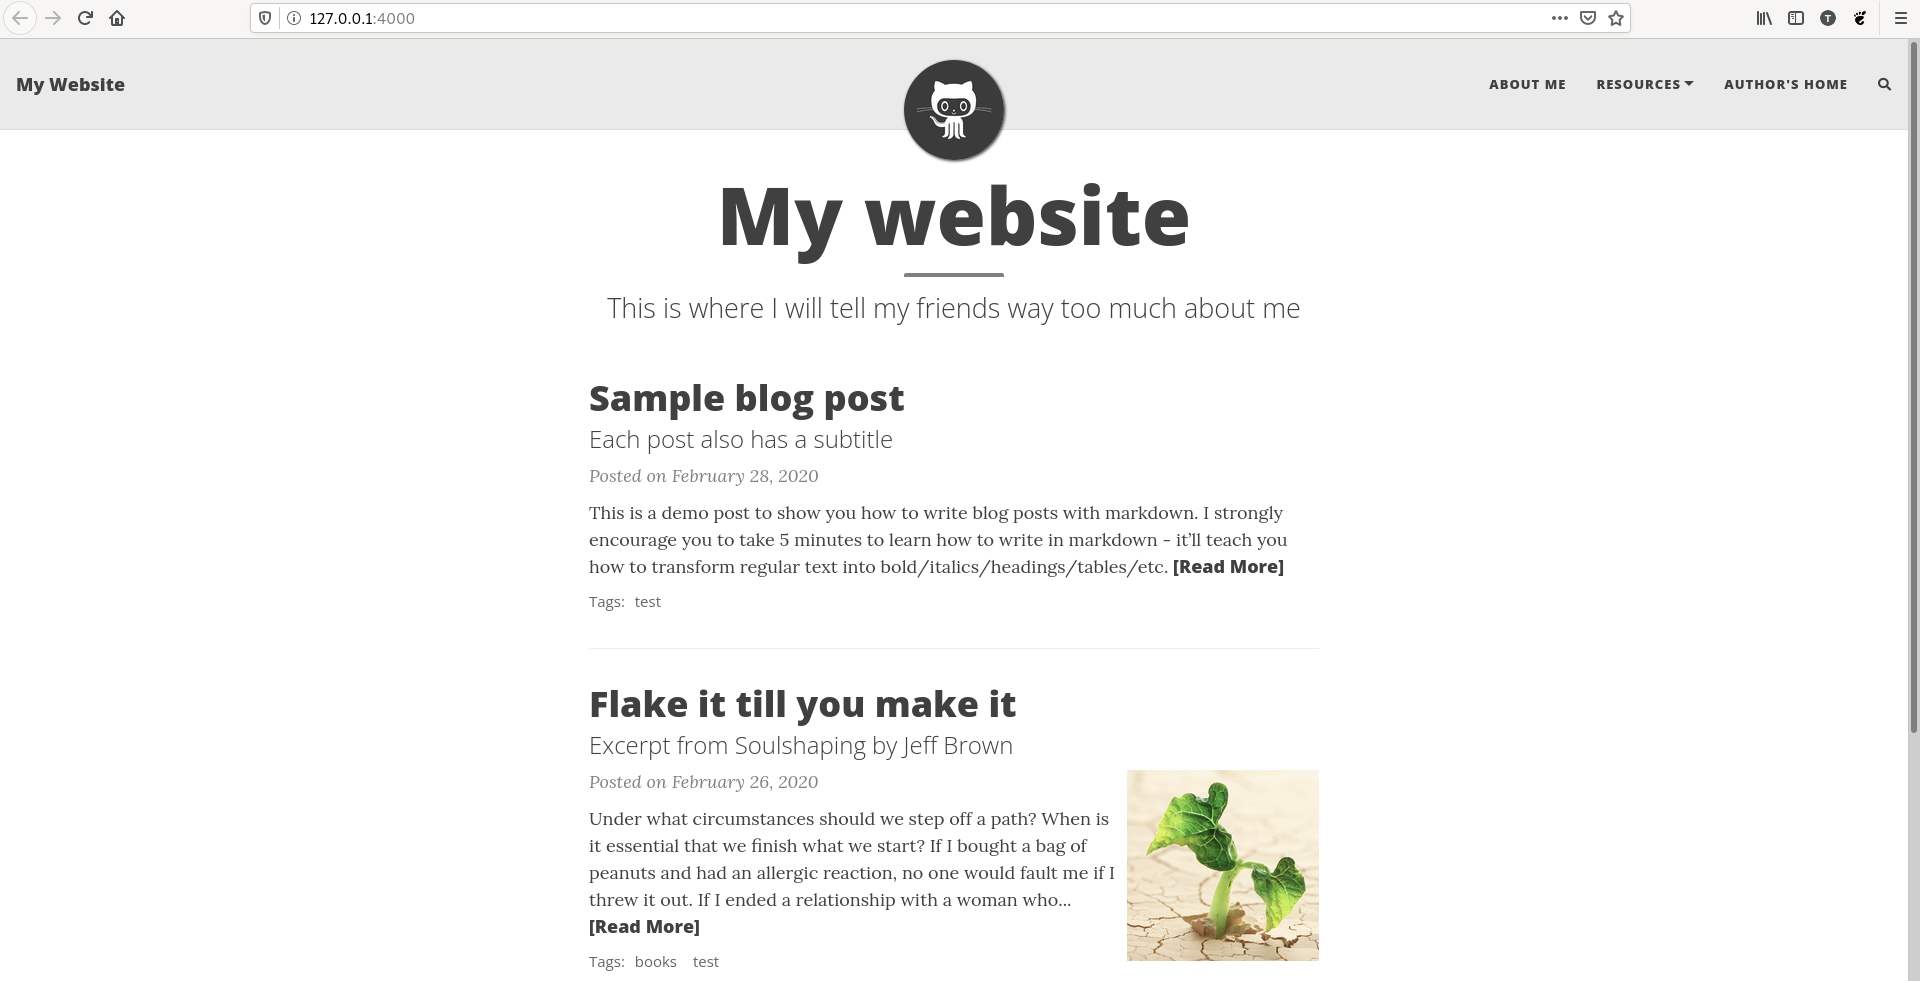 127.0.0.1:4000
T
My Website
ABOUT ME
RESOURCES
AUTHOR'S HOME
My website
This is where I will tell my friends way too much about me
Sample blog post
Each post also has a subtitle
Posted on February 28, 2020
This is a demo post to show you how to write blog posts with markdown. I strongly
encourage you to take 5 minutes to learn how to write in markdown - it’ll teach you
how to transform regular text into bold/italics/headings/tables/etc. [Read More]
Tags: test
Flake it till you make it
Excerpt from Soulshaping by Jeff Brown
Posted on February 26, 2020
Under what circumstances should we step off a path? When is
it essential that we finish what we start? If I bought a bag of
peanuts and had an allergic reaction, no one would fault me if I
threw it out. If I ended a relationship with a woman who...
[Read More]
Tags: books test